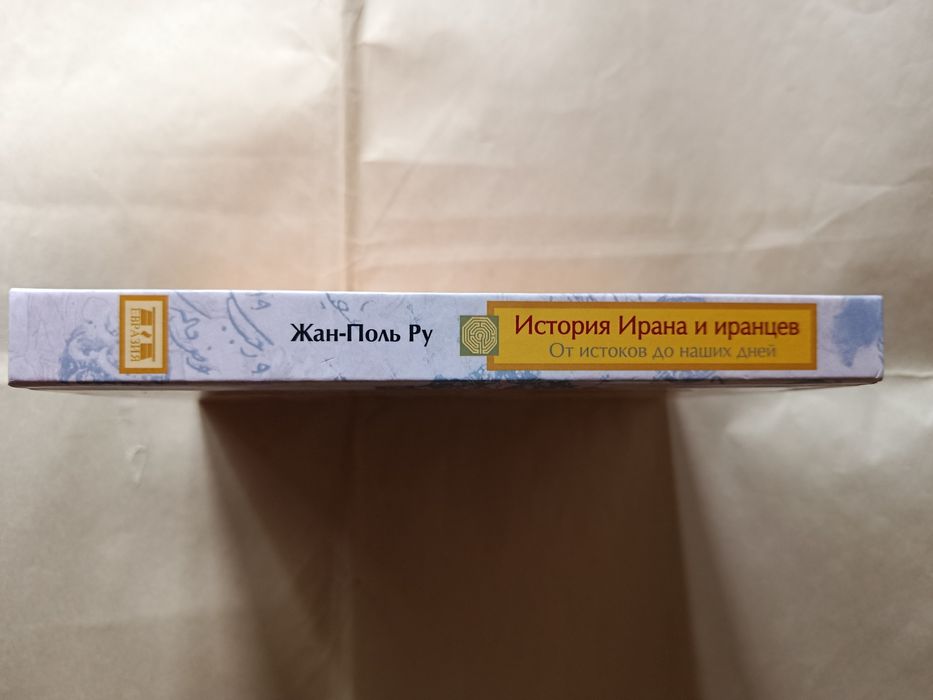 ЕВРАЗИЯ
Жан-Поль Ру
История Ирана и иранцев
От истоков до наших дней